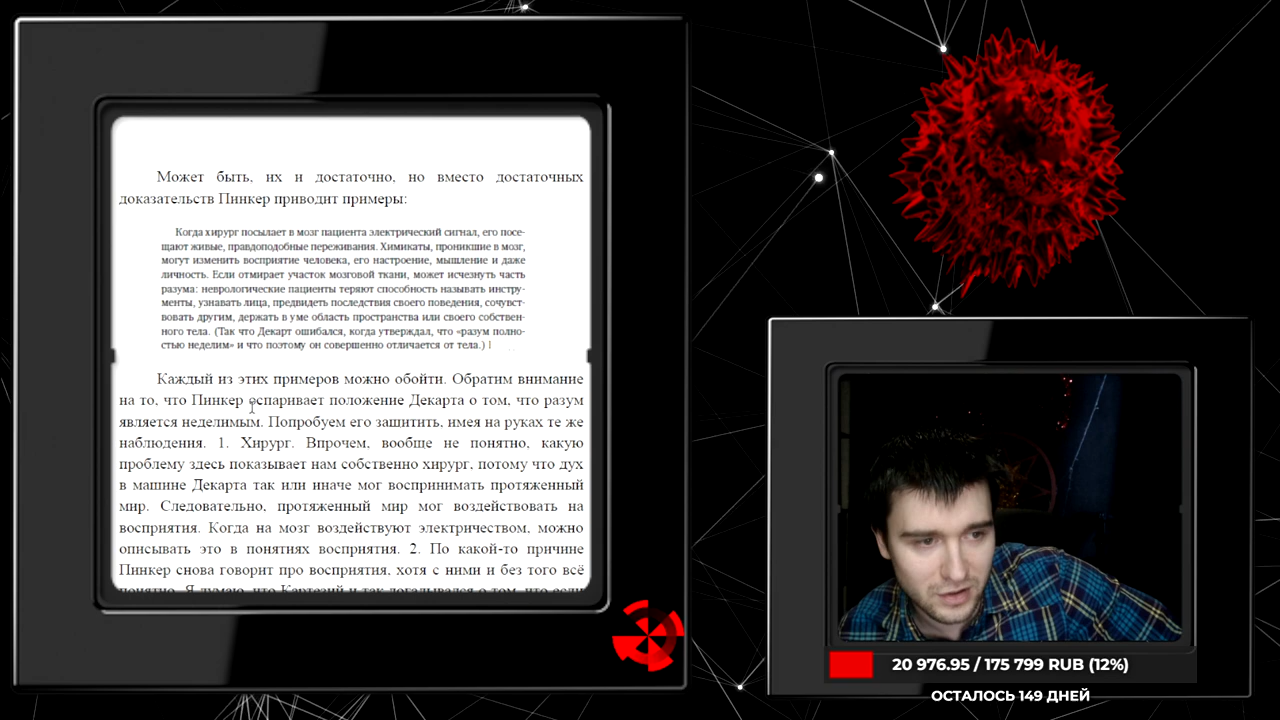 Может быть, их и достаточно, но вместо достаточных
доказательств Пинкер приводит примеры:
Когда хирург посылает в мозг пациента электрический сигнал, его посе-
щают живые, правдоподобные переживания. Химикаты, проникшие в мозг,
могут изменить восприятие человека, его настроение, мышление и даже
личность. Если отмирает участок мозговой ткани, может исчезнуть часть
разума: неврологические пациенты теряют способность называть инстру-
менты, узнавать лица, предвидеть последствия своего поведения, сочувст-
вовать другим, держать в уме область пространства или своего собствен-
ного тела. (Так что Декарт ошибался, когда утверждал, что «разум полно-
стью неделим» и что поэтому он совершенно отличается от тела.)
Каждый из этих примеров можно обойти. Обратим внимание
на то, что Пинкер оспаривает положение Декарта о том, что разум
является неделимым. Попробуем его защитить, имея на руках те же
наблюдения. 1. Хирург. Впрочем, вообще не понятно, какую
проблему здесь показывает нам собственно хирург, потому что дух
в машине Декарта так или иначе мог воспринимать протяженный
мир. Следовательно, протяженный мир мог воздействовать на
восприятия. Когда на мозг воздействуют электричеством, можно
описывать это в понятиях восприятия. 2. По какой-то причине
Пинкер снова говорит про восприятия, хотя с ними и без того всё
понятно. Я думаю, что Картезий и так догадывался о том, что если
20 976.95 / 175 799 RUB (12%)
ОСТАЛОСЬ 149 ДНЕЙ